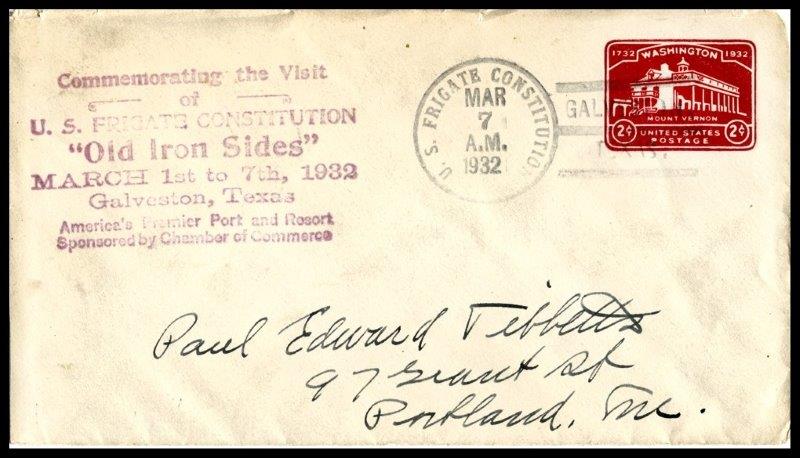 Commemorating the Visit
of
U. S. FRIGATE CONSTITUTION
"Old Iron Sides"
MARCH 1st to 7th, 1932
Galveston, Texas
America's Premier Port and Resort
Sponsored by Chamber of Commerce
U. S. FRIGATE CONSTITUTION
MAR
7
A.M.
1932
1732 WASHINGTON 1932
MOUNT VERNON
2¢ UNITED STATES 2¢
POSTAGE
Paul Edward Tibbetts
97 Grant St
Portland, Me.